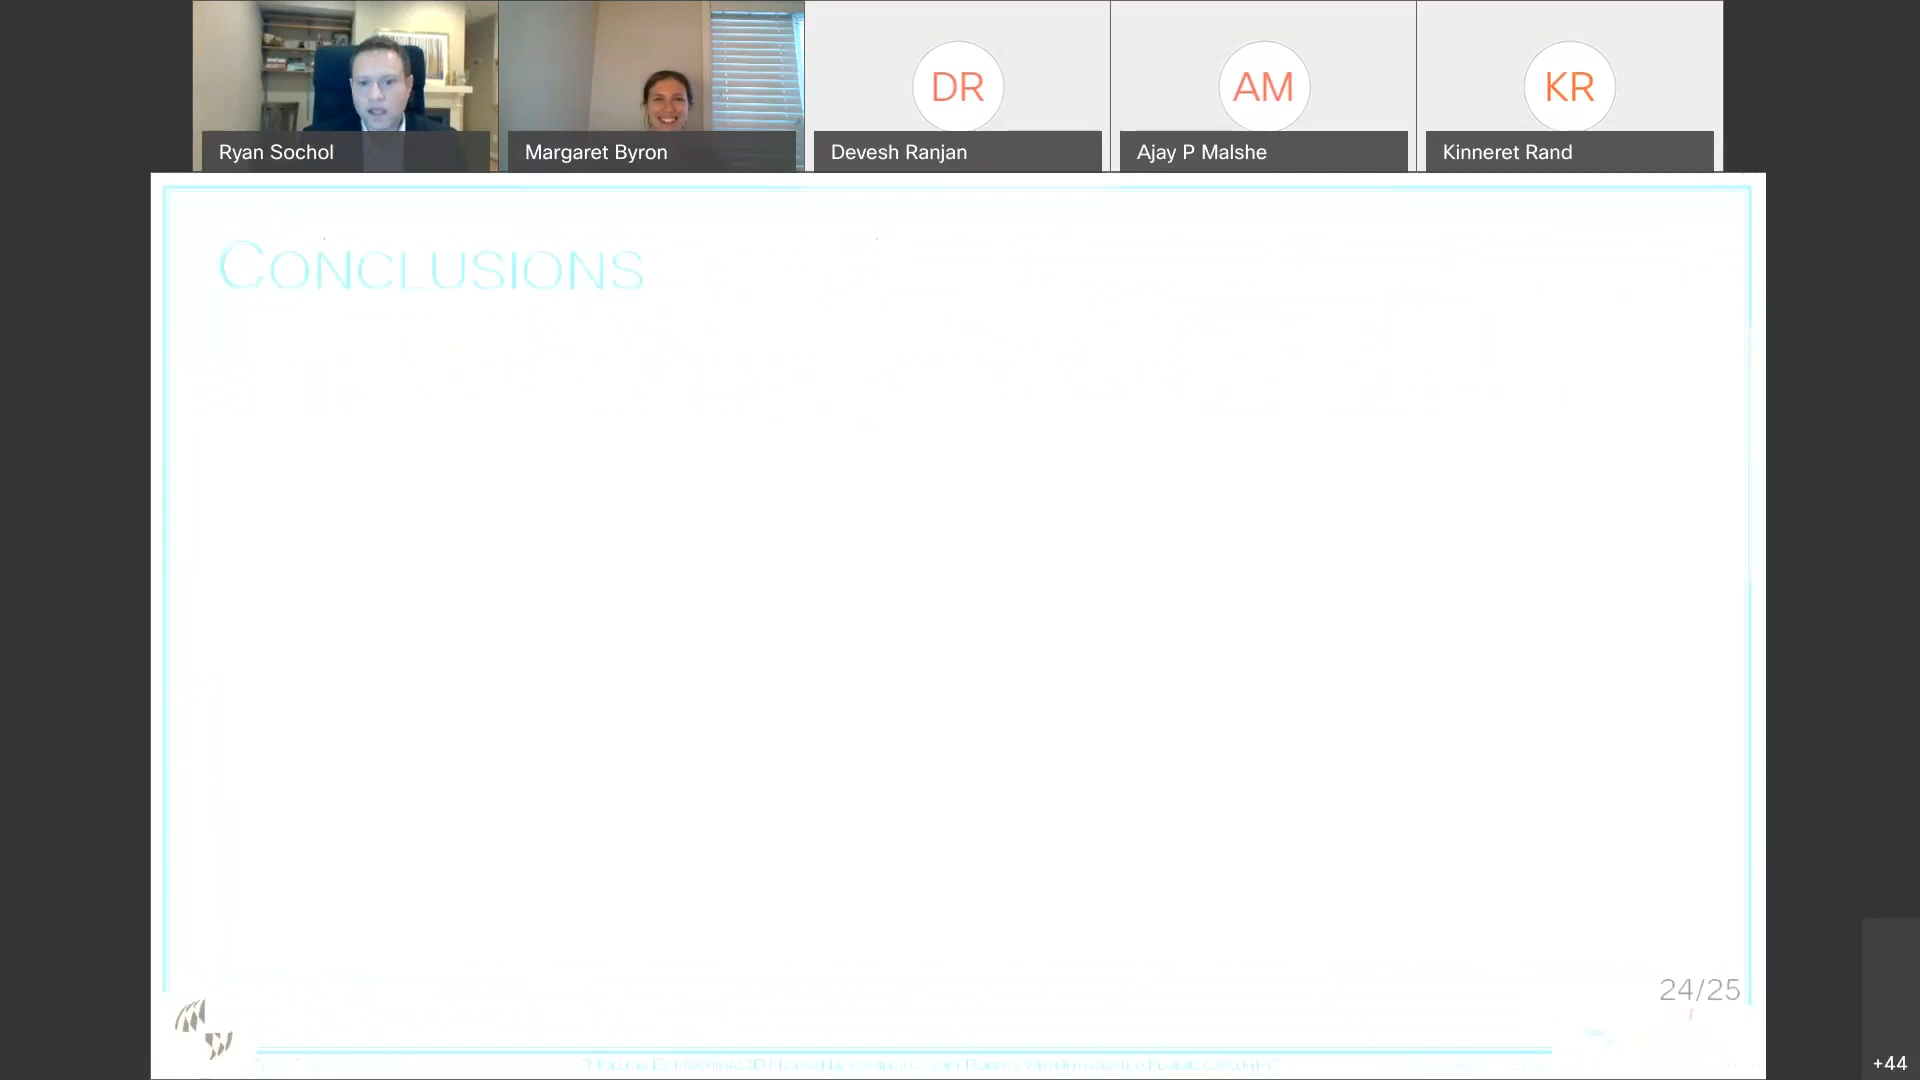 DR
AM
KR
Ryan Sochol
Margaret Byron
Devesh Ranjan
Ajay P Malshe
Kinneret Rand
CONCLUSIONS
24/25
+44